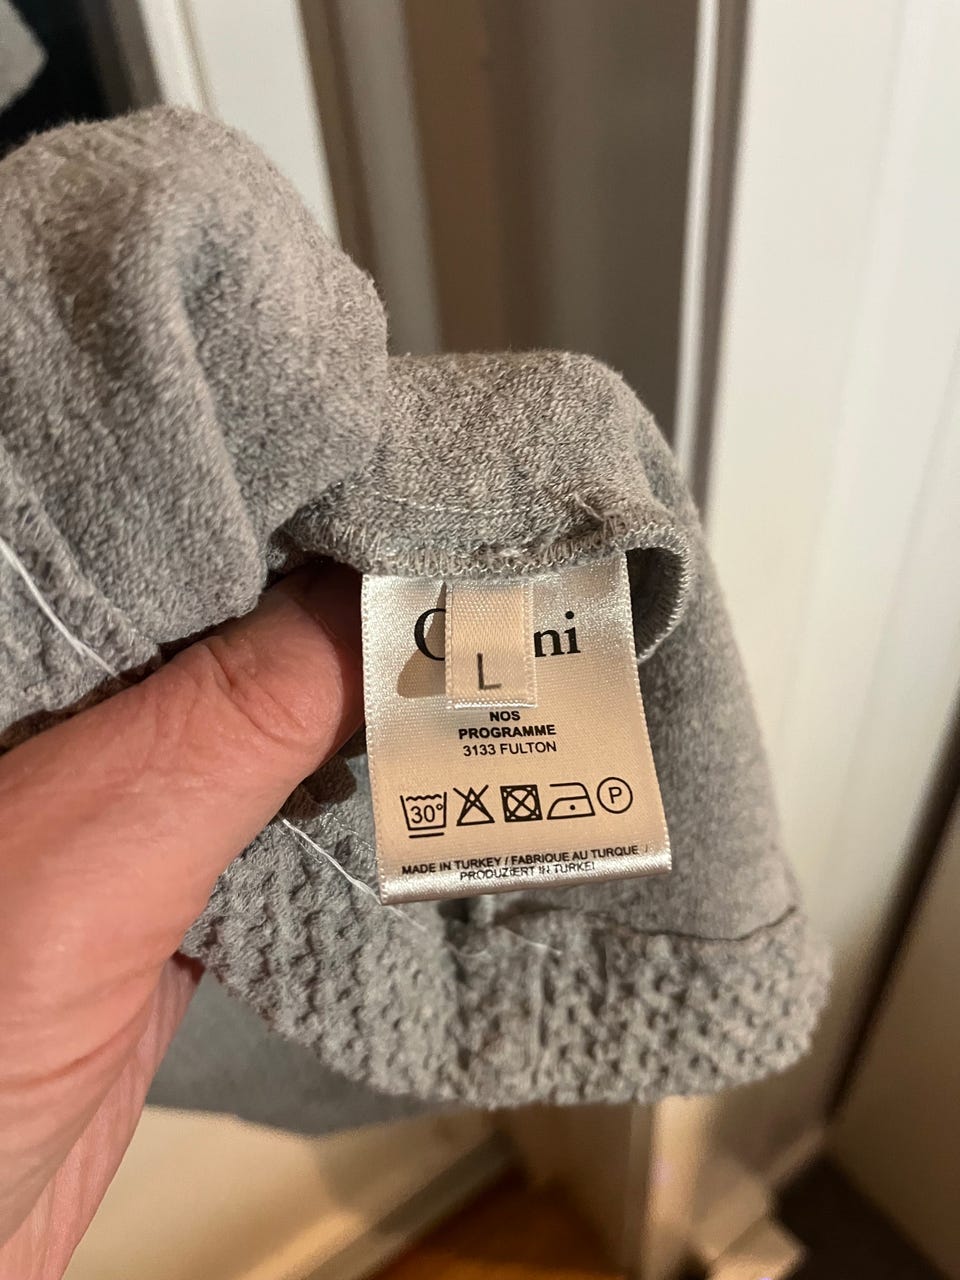 L
NOS
PROGRAMME
3133 FULTON
30°
P
MADE IN TURKEY / FABRIQUE AU TURQUE /
PRODUZIERT IN TURKEI